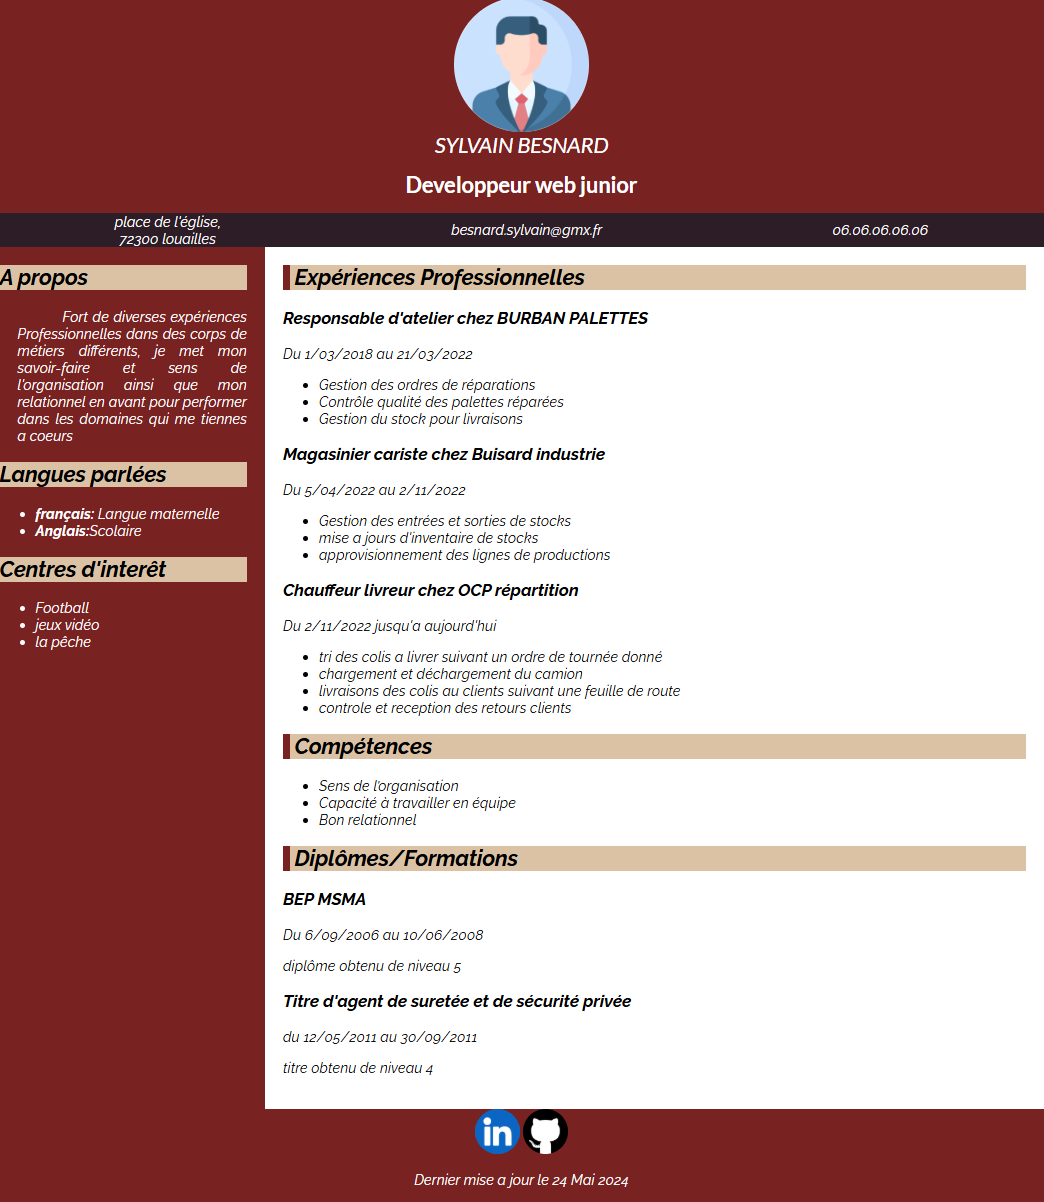 SYLVAIN BESNARD
Developpeur web junior
place de l'église,
72300 louailles
besnard.sylvain@gmx.fr
06.06.06.06.06
A propos
Fort de diverses expériences
Professionnelles dans des corps de
métiers différents, je met mon
savoir-faire et sens de
l'organisation ainsi que mon
relationnel en avant pour performer
dans les domaines qui me tiennes
a coeurs
Langues parlées
français: Langue maternelle
Anglais:Scolaire
Centres d'interêt
Football
jeux vidéo
la pêche
Expériences Professionnelles
Responsable d'atelier chez BURBAN PALETTES
Du 1/03/2018 au 21/03/2022
Gestion des ordres de réparations
Contrôle qualité des palettes réparées
Gestion du stock pour livraisons
Magasinier cariste chez Buisard industrie
Du 5/04/2022 au 2/11/2022
Gestion des entrées et sorties de stocks
mise a jours d'inventaire de stocks
approvisionnement des lignes de productions
Chauffeur livreur chez OCP répartition
Du 2/11/2022 jusqu'a aujourd'hui
tri des colis a livrer suivant un ordre de tournée donné
chargement et déchargement du camion
livraisons des colis au clients suivant une feuille de route
controle et reception des retours clients
Compétences
Sens de l'organisation
Capacité à travailler en équipe
Bon relationnel
Diplômes/Formations
BEP MSMA
Du 6/09/2006 au 10/06/2008
diplôme obtenu de niveau 5
Titre d'agent de suretée et de sécurité privée
du 12/05/2011 au 30/09/2011
titre obtenu de niveau 4
in
Dernier mise a jour le 24 Mai 2024